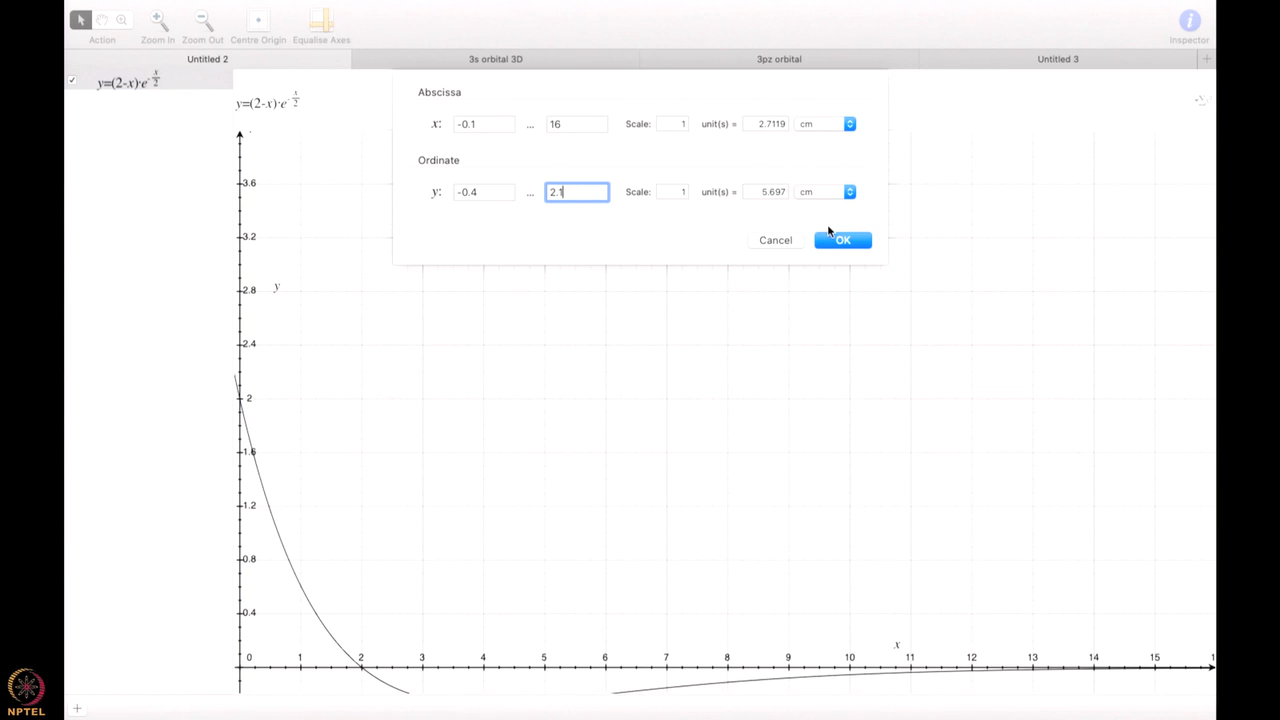 Action
Zoom In
Zoom Out
Centre Origin
Equalise Axes
Inspector
Untitled 2
3s orbital 3D
3pz orbital
Untitled 3
+
y=(2-x)·e^-x/2
y=(2-x)·e^-x/2
Abscissa
x: -0.1 ... 16 Scale: 1 unit(s) = 2.7119 cm
Ordinate
y: -0.4 ... 2.1 Scale: 1 unit(s) = 5.697 cm
Cancel
OK
3.6
3.2
2.8
y
2.4
2
1.6
1.2
0.8
0.4
x
0 1 2 3 4 5 6 7 8 9 10 11 12 13 14 15 1
+
NPTEL